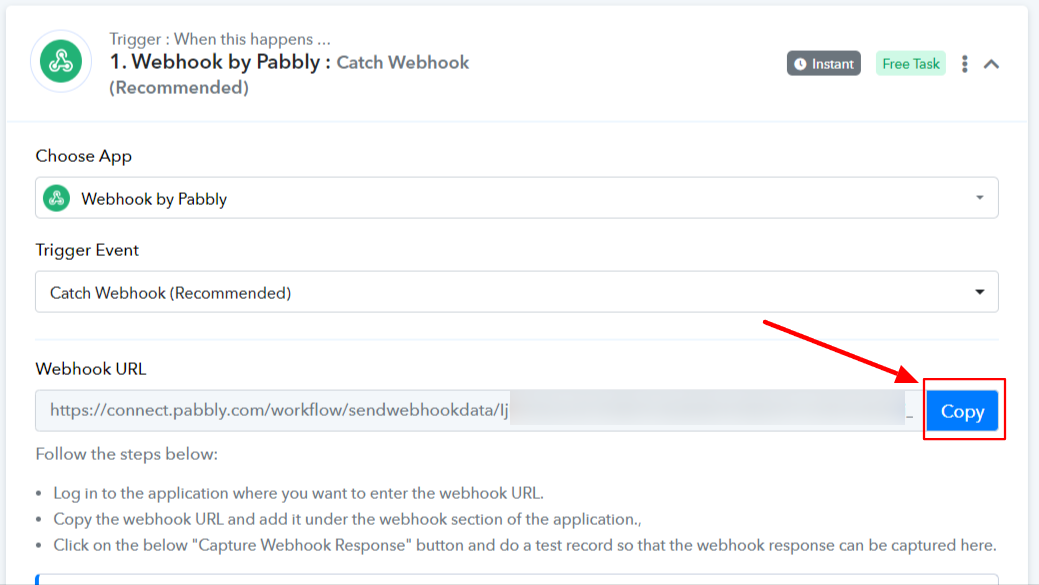 Trigger : When this happens ...
1. Webhook by Pabbly : Catch Webhook
(Recommended)
Instant
Free Task
Choose App
Webhook by Pabbly
Trigger Event
Catch Webhook (Recommended)
Webhook URL
https://connect.pabbly.com/workflow/sendwebhookdata/Ij
_
Copy
Follow the steps below:
• Log in to the application where you want to enter the webhook URL.
• Copy the webhook URL and add it under the webhook section of the application.,
• Click on the below "Capture Webhook Response" button and do a test record so that the webhook response can be captured here.